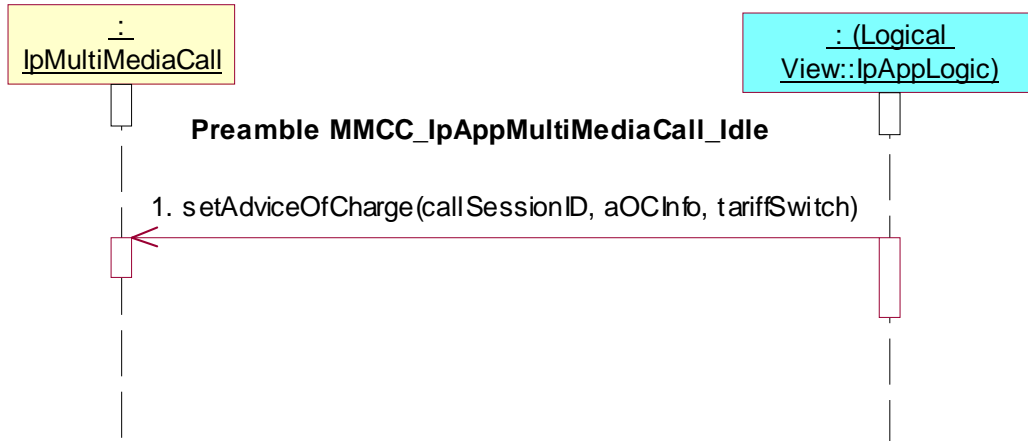 :
IpMultiMediaCall
: (Logical
View::IpAppLogic)
Preamble MMCC_IpAppMultiMediaCall_Idle
1. setAdviceOfCharge(callSessionID, aOCInfo, tariffSwitch)